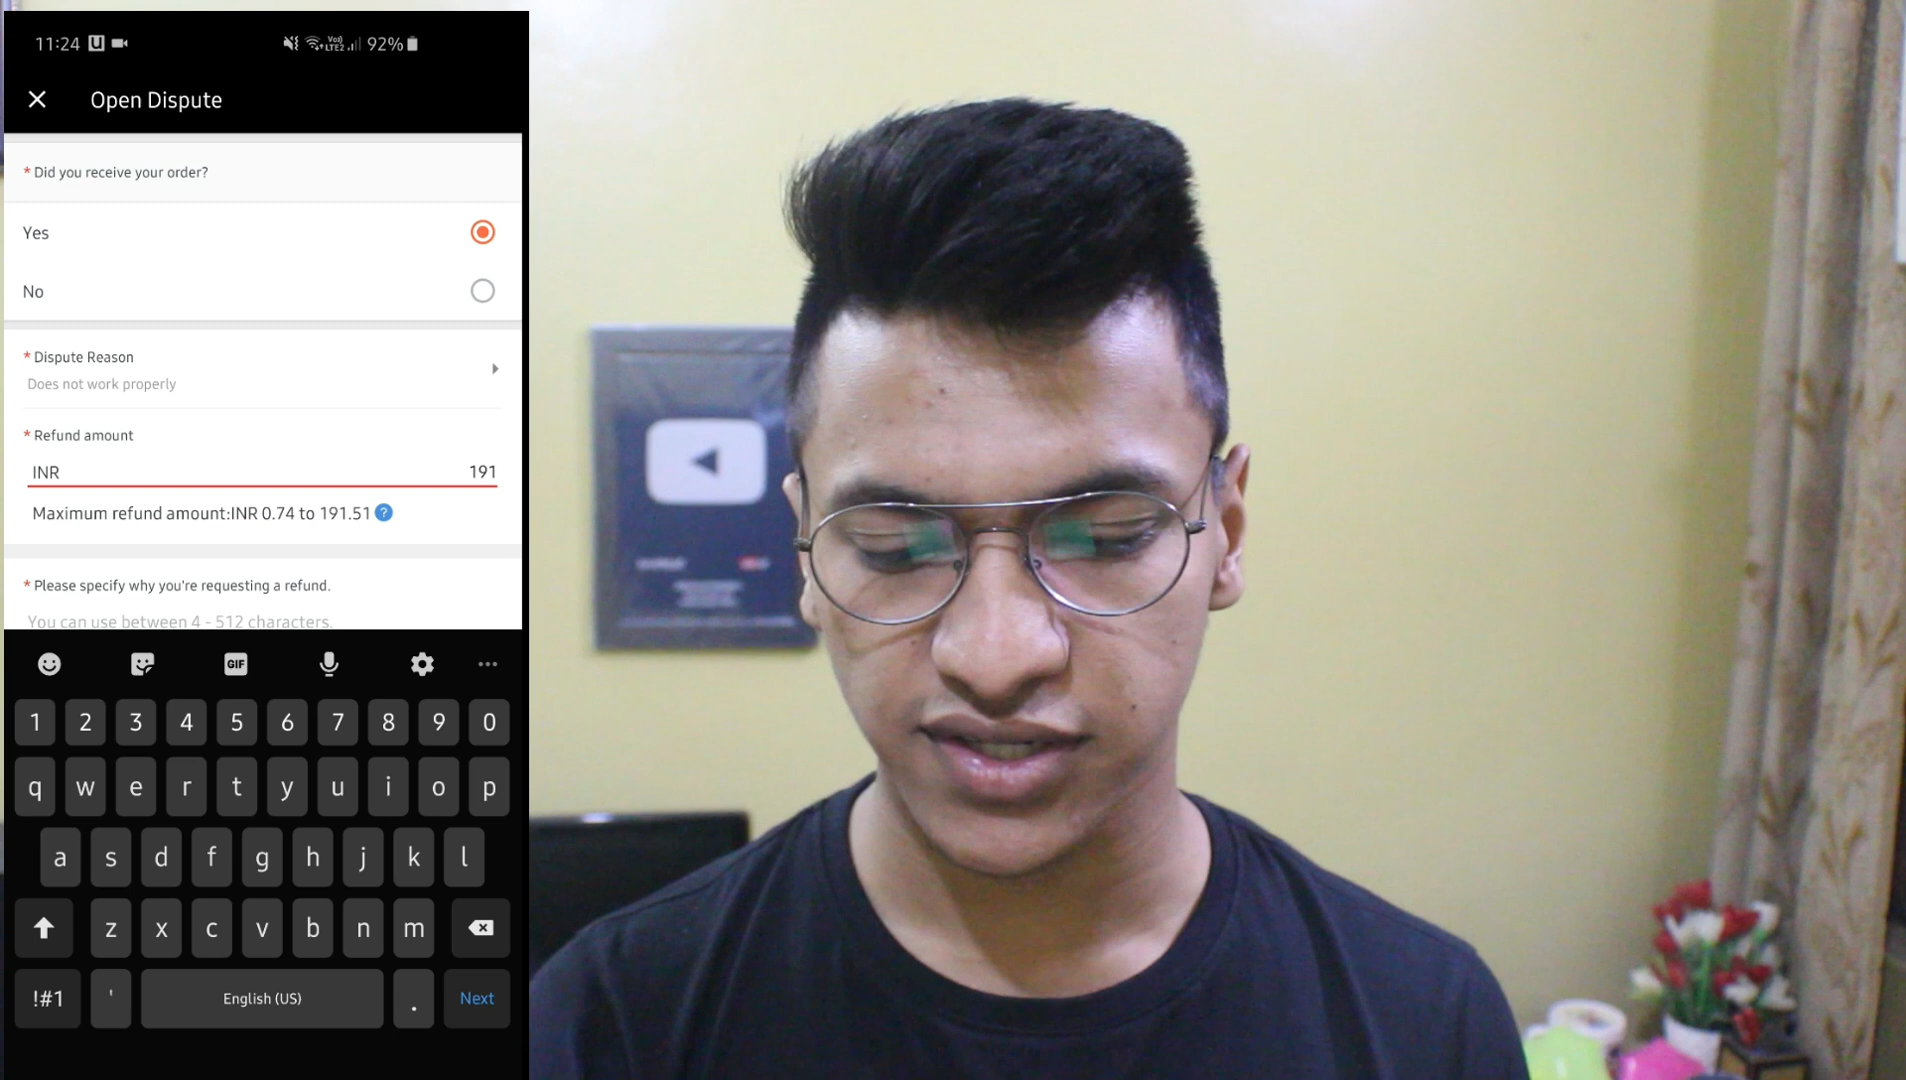 11:24 92%
Open Dispute
* Did you receive your order?
Yes
No
* Dispute Reason
Does not work properly
* Refund amount
INR 191
Maximum refund amount:INR 0.74 to 191.51 ?
* Please specify why you're requesting a refund.
You can use between 4 - 512 characters.
GIF
1 2 3 4 5 6 7 8 9 0
q w e r t y u i o p
a s d f g h j k l
z x c v b n m
!#1 ' English (US) . Next